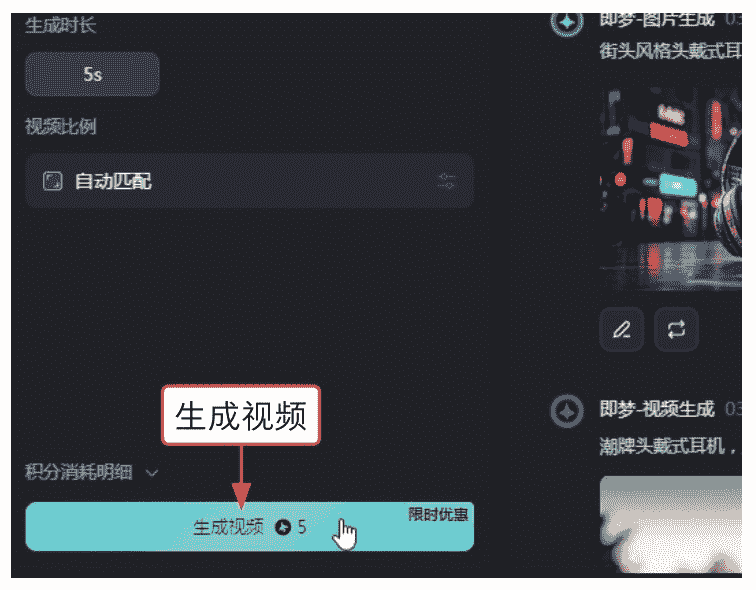 生成时长
5s
视频比例
自动匹配
生成视频
积分消耗明细
生成视频 5
限时优惠
即梦-图片生成 03
街头风格头戴式耳
即梦-视频生成 03
潮牌头戴式耳机，